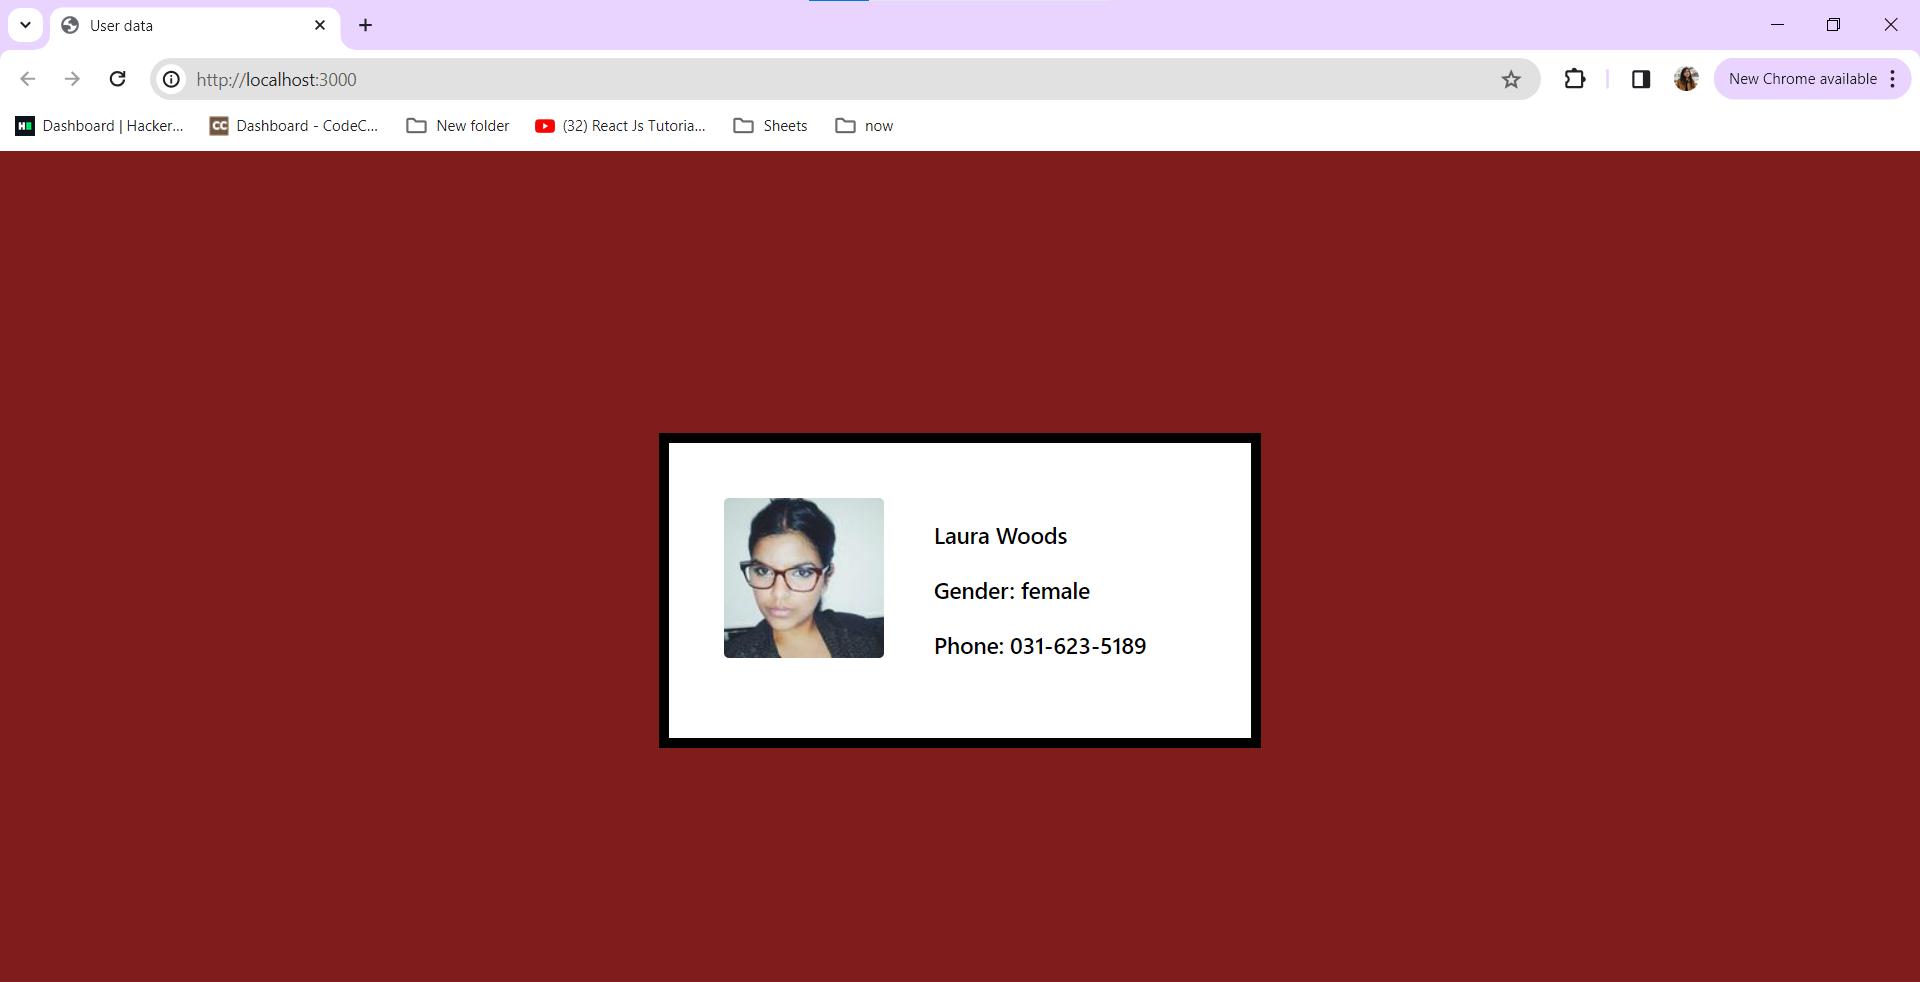 User data
http://localhost:3000
New Chrome available
Dashboard | Hacker...
CC Dashboard - CodeC...
New folder
(32) React Js Tutoria...
Sheets
now
Laura Woods
Gender: female
Phone: 031-623-5189